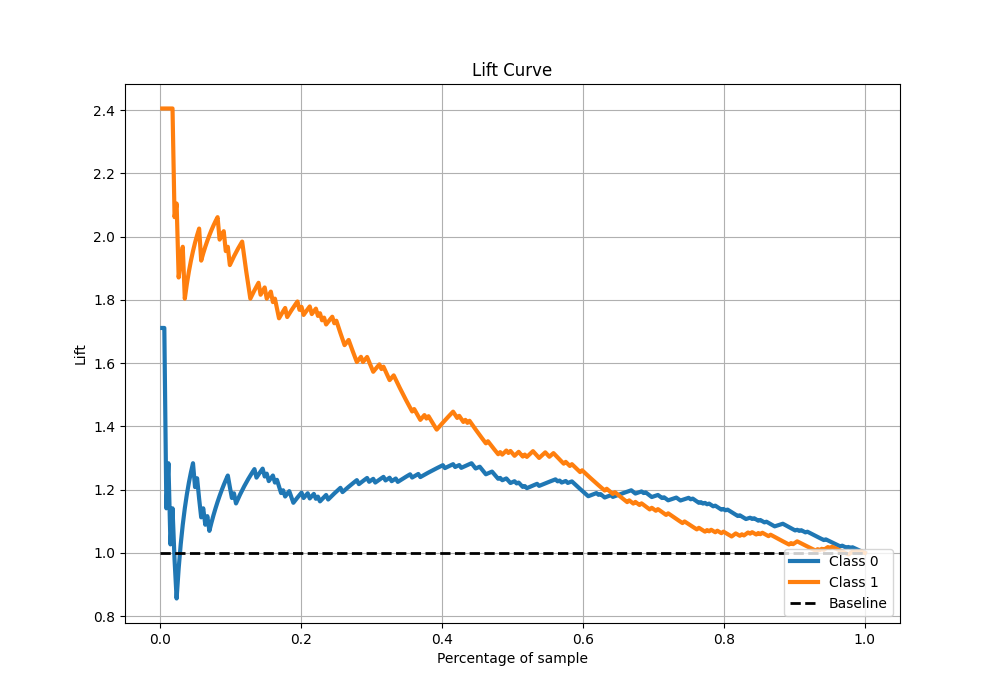 Lift Curve
2.4
2.2
2.0
1.8
1.6
1.4
1.2
1.0
0.8
Lift
0.0 0.2 0.4 0.6 0.8 1.0
Percentage of sample
Class 0
Class 1
Baseline